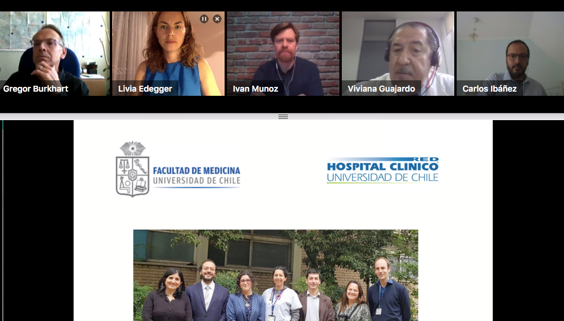 Gregor Burkhart
Livia Edegger
Ivan Munoz
Viviana Guajardo
Carlos Ibáñez
FACULTAD DE MEDICINA
UNIVERSIDAD DE CHILE
RED
HOSPITAL CLINICO
UNIVERSIDAD DE CHILE